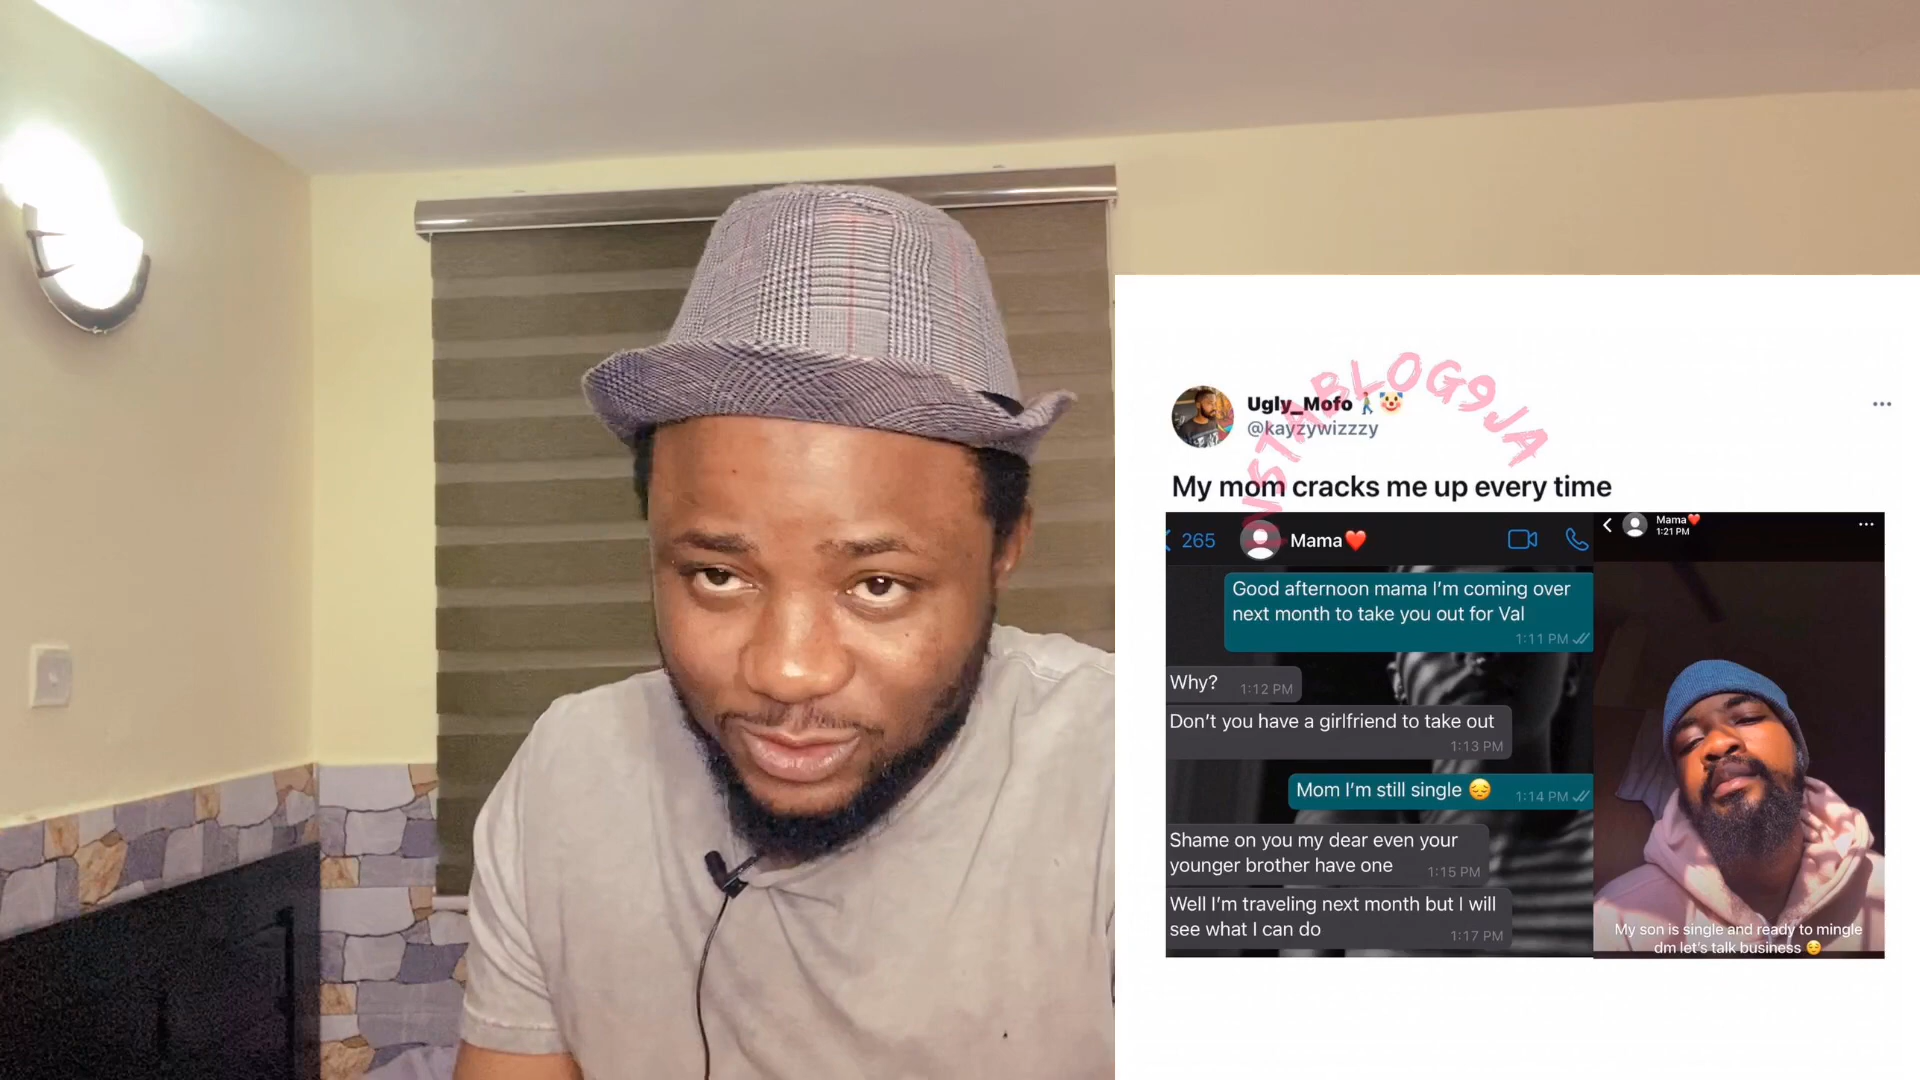 INSTABLOG9JA
Ugly_Mofo 🚶‍♂️🤡
@kayzywizzzy
My mom cracks me up every time
265
Mama❤️
Good afternoon mama I’m coming over
next month to take you out for Val
1:11 PM
Why?
1:12 PM
Don’t you have a girlfriend to take out
1:13 PM
Mom I’m still single 😔
1:14 PM
Shame on you my dear even your
younger brother have one
1:15 PM
Well I’m traveling next month but I will
see what I can do
1:17 PM
Mama❤️
1:21 PM
My son is single and ready to mingle
dm let’s talk business 😏